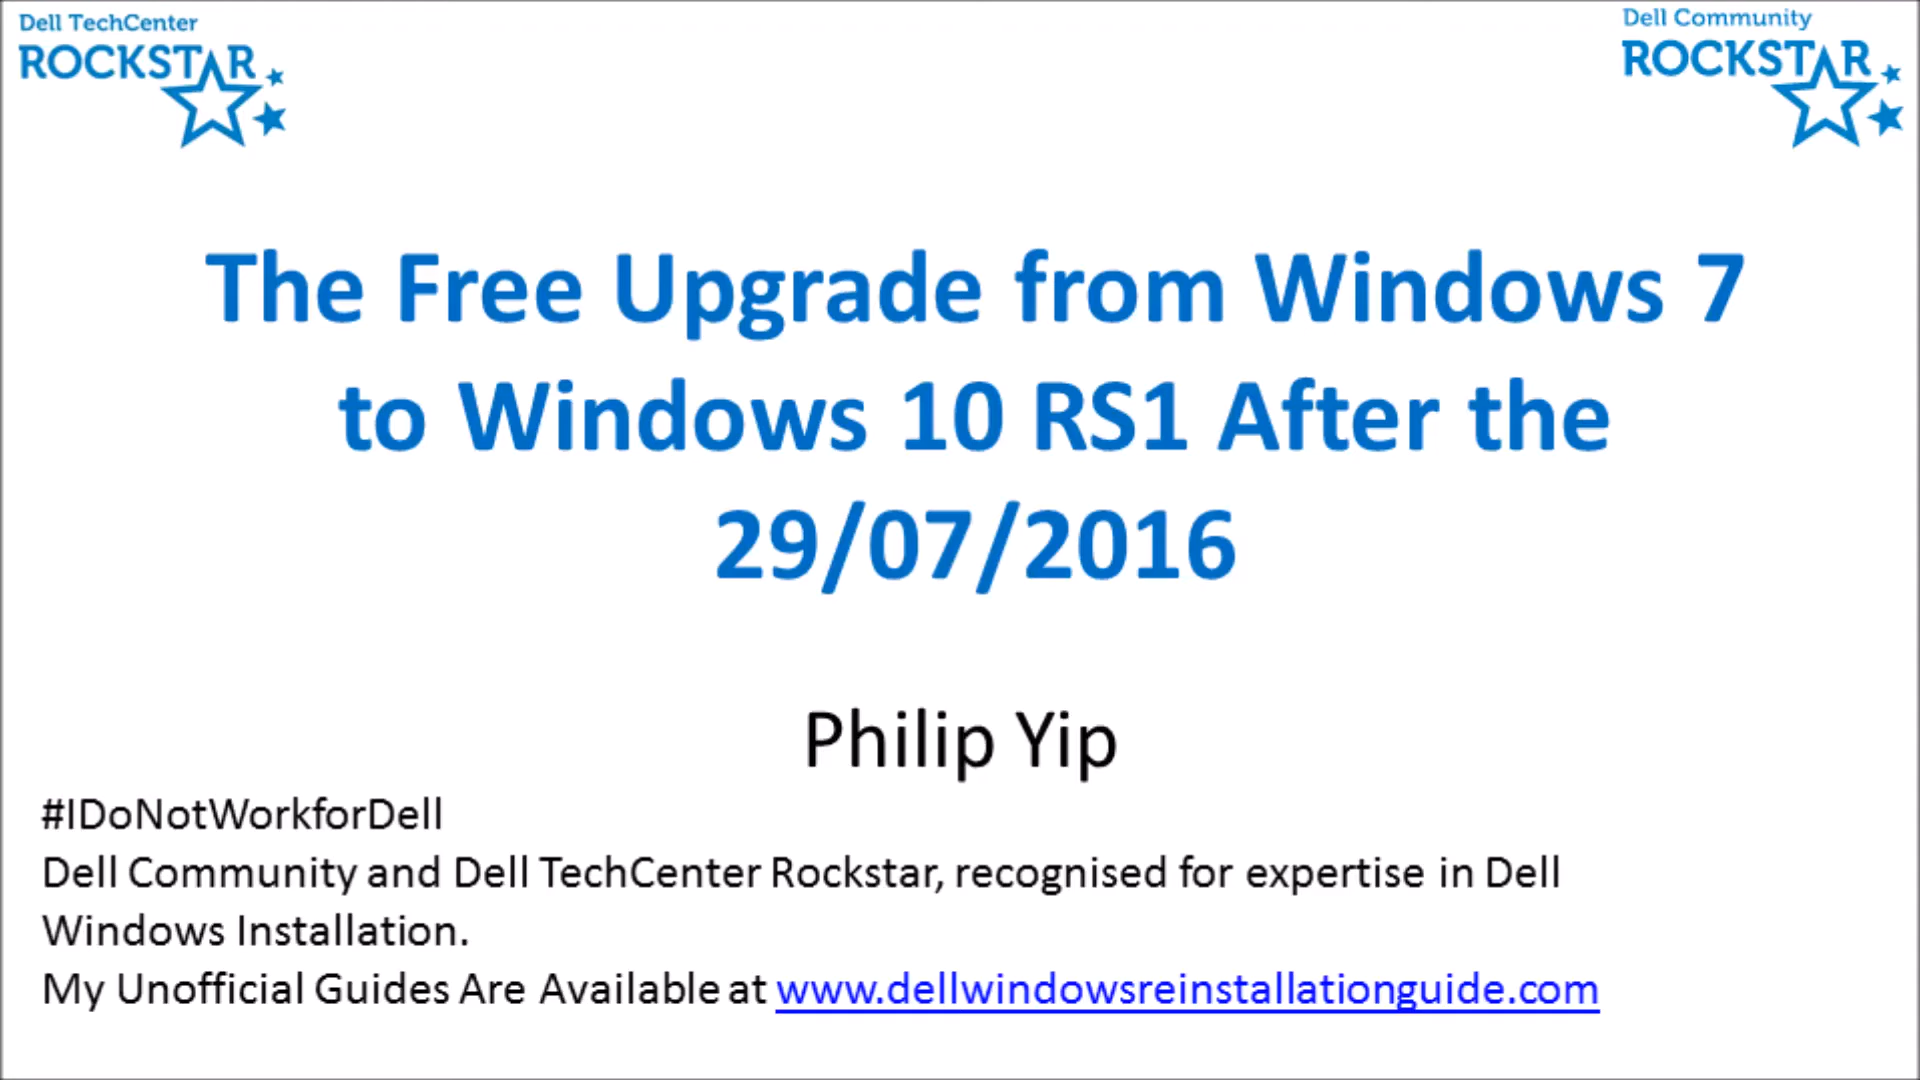 Dell TechCenter
ROCKSTAR
Dell Community
ROCKSTAR
The Free Upgrade from Windows 7
to Windows 10 RS1 After the
29/07/2016
Philip Yip
#IDoNotWorkforDell
Dell Community and Dell TechCenter Rockstar, recognised for expertise in Dell
Windows Installation.
My Unofficial Guides Are Available at www.dellwindowsreinstallationguide.com